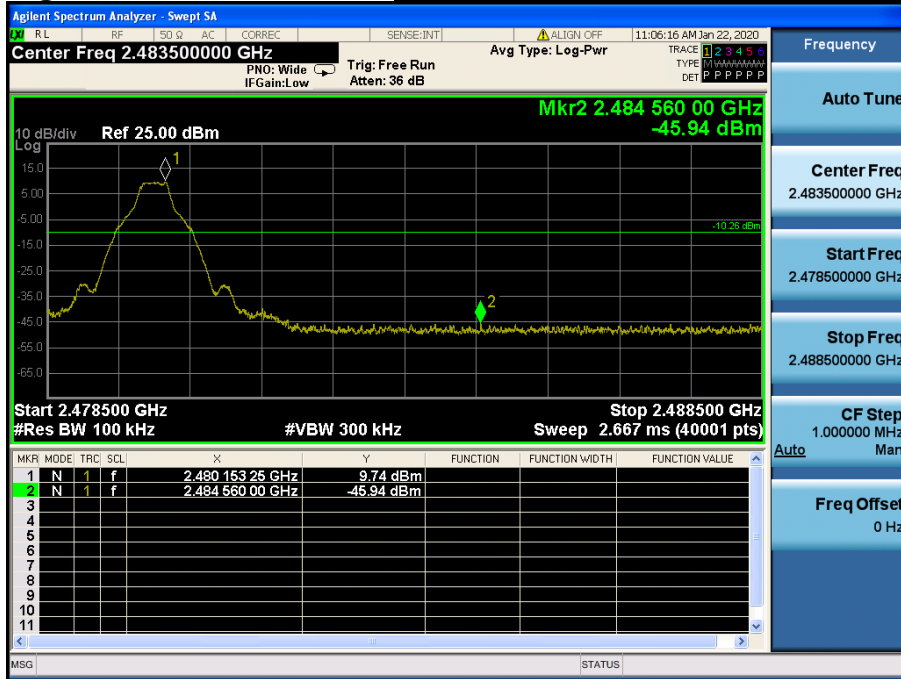 Agilent Spectrum Analyzer - Swept SA
LXI RL RF 50 Ω AC CORREC SENSE:INT ALIGN OFF 11:06:16 AM Jan 22, 2020
Center Freq 2.483500000 GHz
PNO: Wide
IFGain:Low
Trig: Free Run
Atten: 36 dB
Avg Type: Log-Pwr
TRACE 1 2 3 4 5 6
TYPE M WWWWW
DET P P P P P P
Mkr2 2.484 560 00 GHz
-45.94 dBm
10 dB/div Ref 25.00 dBm
Log
15.0
5.00
-5.00
-15.0
-25.0
-35.0
-45.0
-55.0
-65.0
1
2
-10.26 dBm
Start 2.478500 GHz Stop 2.488500 GHz
#Res BW 100 kHz #VBW 300 kHz Sweep 2.667 ms (40001 pts)
MKR MODE TRC SCL X Y FUNCTION FUNCTION WIDTH FUNCTION VALUE
1 N 1 f 2.480 153 25 GHz 9.74 dBm
2 N 1 f 2.484 560 00 GHz -45.94 dBm
3
4
5
6
7
8
9
10
11
MSG STATUS
Frequency
Auto Tune
Center Freq
2.483500000 GHz
Start Freq
2.478500000 GHz
Stop Freq
2.488500000 GHz
CF Step
1.000000 MHz
Auto Man
Freq Offset
0 Hz